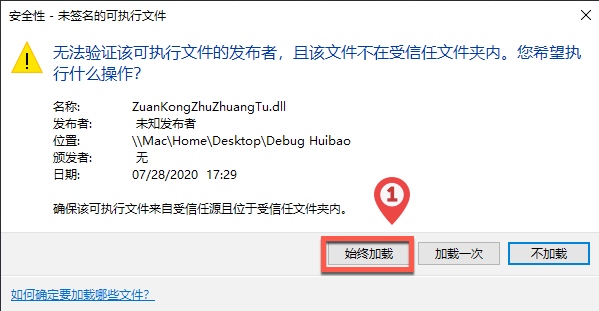 安全性 - 未签名的可执行文件
无法验证该可执行文件的发布者，且该文件不在受信任文件夹内。您希望执
行什么操作?
名称: ZuanKongZhuZhuangTu.dll
发布者: 未知发布者
位置: \\Mac\Home\Desktop\Debug Huibao
颁发者: 无
日期: 07/28/2020 17:29
确保该可执行文件来自受信任源且位于受信任文件夹内。
1
始终加载 加载一次 不加载
如何确定要加载哪些文件?